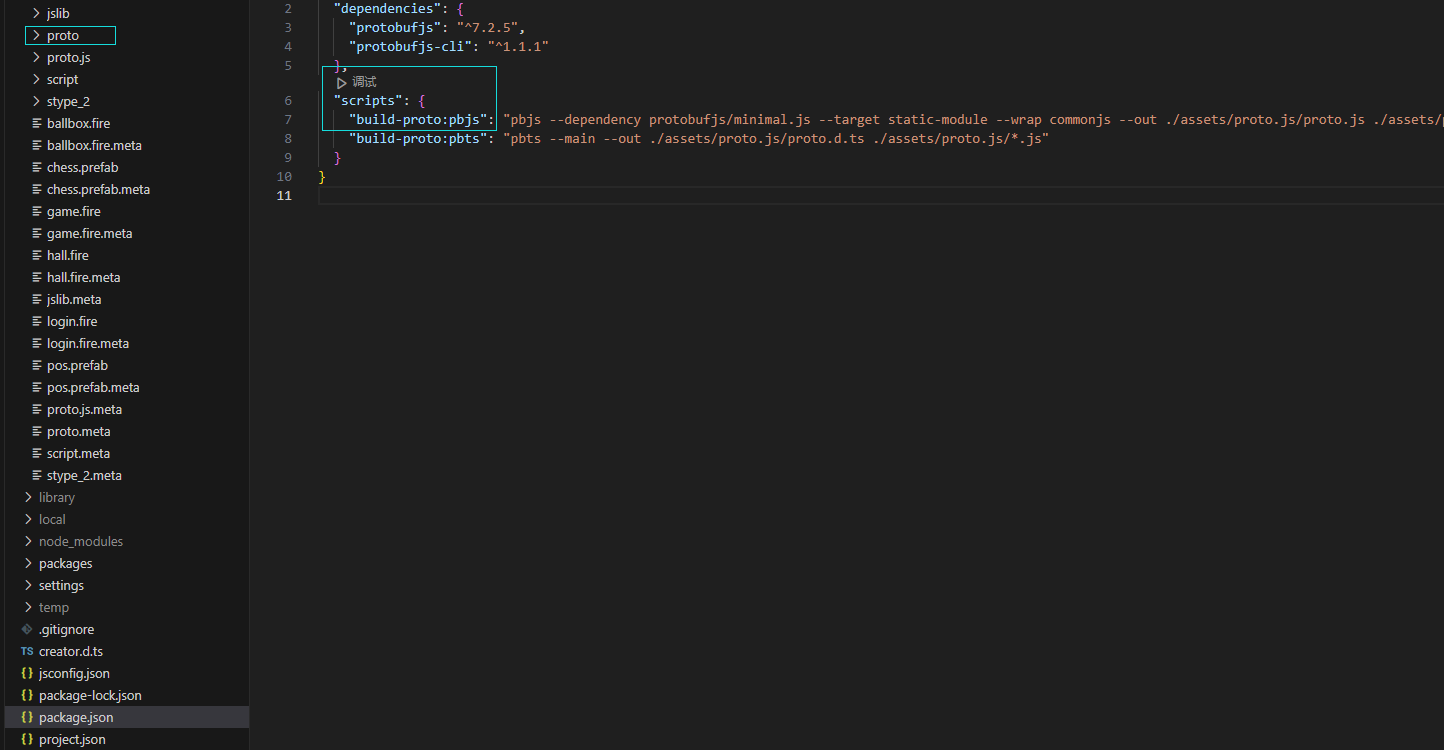 jslib
proto
proto.js
script
stype_2
ballbox.fire
ballbox.fire.meta
chess.prefab
chess.prefab.meta
game.fire
game.fire.meta
hall.fire
hall.fire.meta
jslib.meta
login.fire
login.fire.meta
pos.prefab
pos.prefab.meta
proto.js.meta
proto.meta
script.meta
stype_2.meta
library
local
node_modules
packages
settings
temp
.gitignore
TS creator.d.ts
{} jsconfig.json
{} package-lock.json
{} package.json
{} project.json
2 "dependencies": {
3 "protobufjs": "^7.2.5",
4 "protobufjs-cli": "^1.1.1"
5 },
调试
6 "scripts": {
7 "build-proto:pbjs": "pbjs --dependency protobufjs/minimal.js --target static-module --wrap commonjs --out ./assets/proto.js/proto.js ./assets/
8 "build-proto:pbts": "pbts --main --out ./assets/proto.js/proto.d.ts ./assets/proto.js/*.js"
9 }
10 }
11